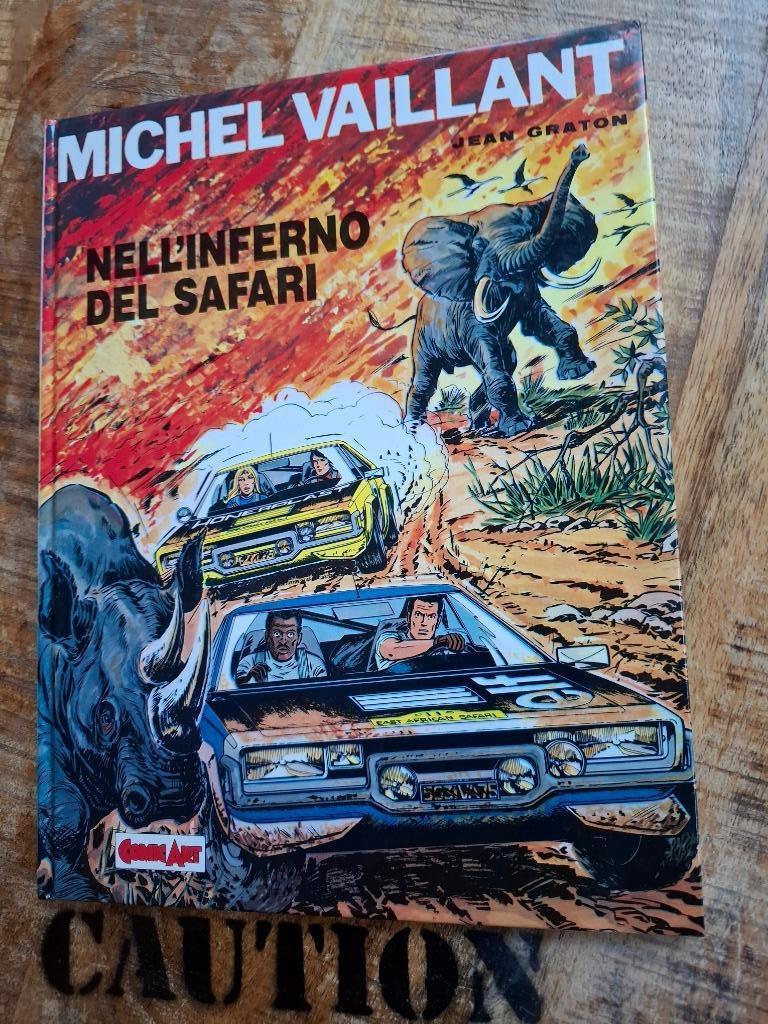 MICHEL VAILLANT
JEAN GRATON
NELL'INFERNO
DEL SAFARI
EAST AFRICAN SAFARI
COMIC ART
CAUTION